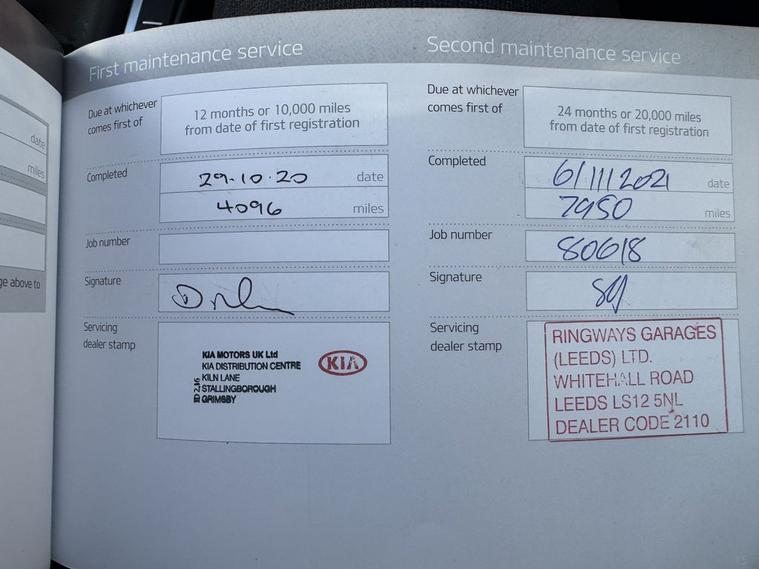 First maintenance service
Due at whichever
comes first of
12 months or 10,000 miles
from date of first registration
Completed
29.10.20 date
4096 miles
Job number
Signature
Servicing
dealer stamp
KIA MOTORS UK Ltd
KIA DISTRIBUTION CENTRE
KILN LANE
STALLINGBOROUGH
GRIMSBY
KIA
Second maintenance service
Due at whichever
comes first of
24 months or 20,000 miles
from date of first registration
Completed
6/11/2021 date
7950 miles
Job number
80618
Signature
Servicing
dealer stamp
RINGWAYS GARAGES
(LEEDS) LTD.
WHITEHALL ROAD
LEEDS LS12 5NL
DEALER CODE 2110
date
miles
ge above to